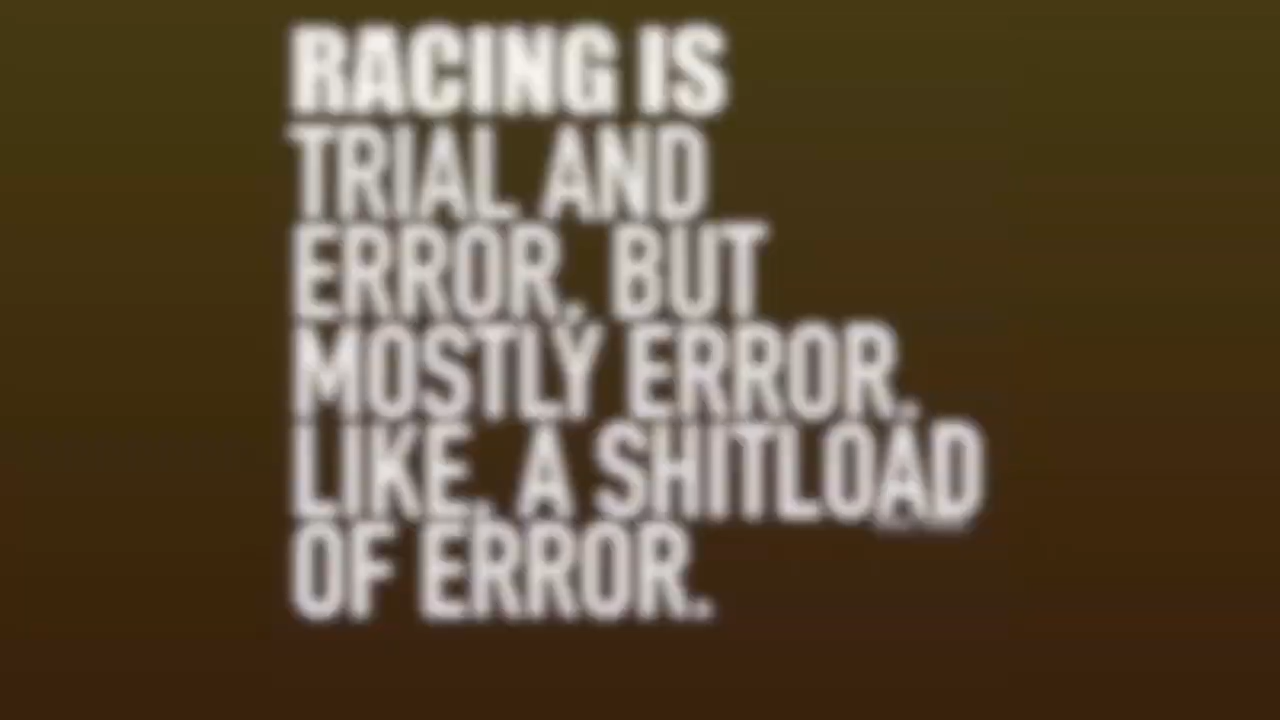 RACING IS
TRIAL AND
ERROR, BUT
MOSTLY ERROR.
LIKE, A SHITLOAD
OF ERROR.